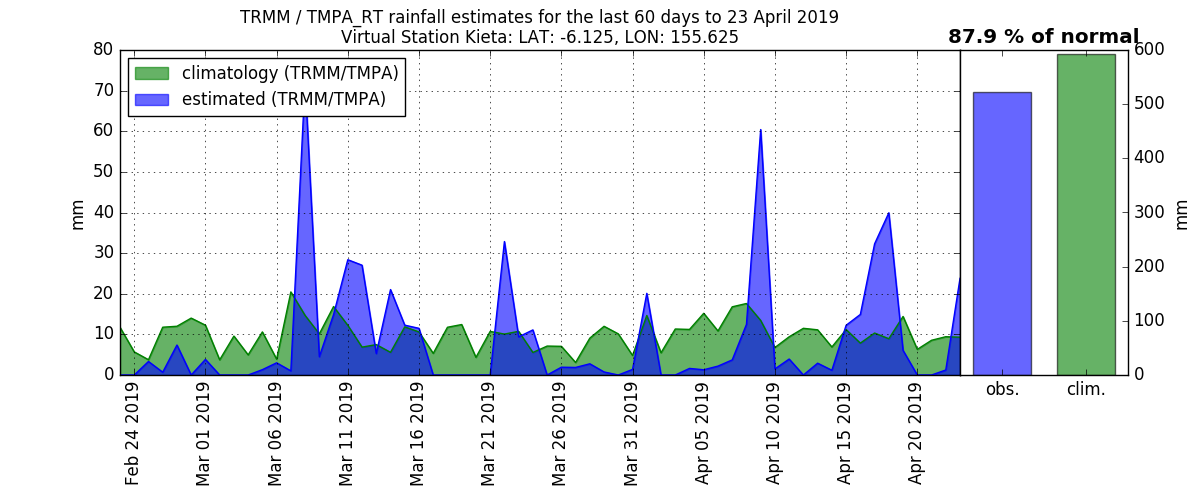 TRMM / TMPA_RT rainfall estimates for the last 60 days to 23 April 2019
Virtual Station Kieta: LAT: -6.125, LON: 155.625
87.9 % of normal
climatology (TRMM/TMPA)
estimated (TRMM/TMPA)
80
70
60
50
40
30
20
10
0
mm
Feb 24 2019
Mar 01 2019
Mar 06 2019
Mar 11 2019
Mar 16 2019
Mar 21 2019
Mar 26 2019
Mar 31 2019
Apr 05 2019
Apr 10 2019
Apr 15 2019
Apr 20 2019
obs.
clim.
600
500
400
300
200
100
0
mm